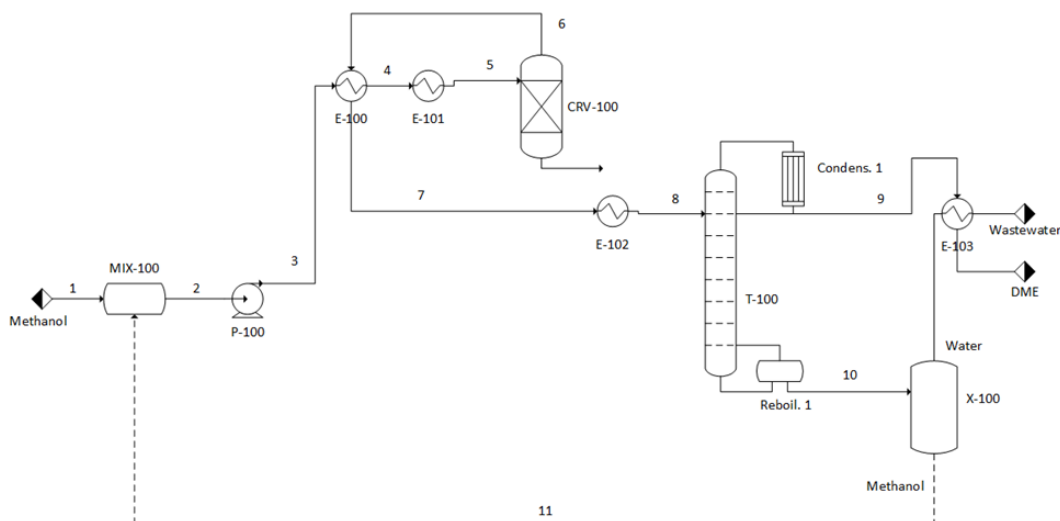 6
4
5
E-100
E-101
CRV-100
Condens. 1
7
8
9
E-102
E-103
Wastewater
DME
3
MIX-100
1
2
Methanol
P-100
T-100
Water
10
Reboil. 1
X-100
Methanol
11